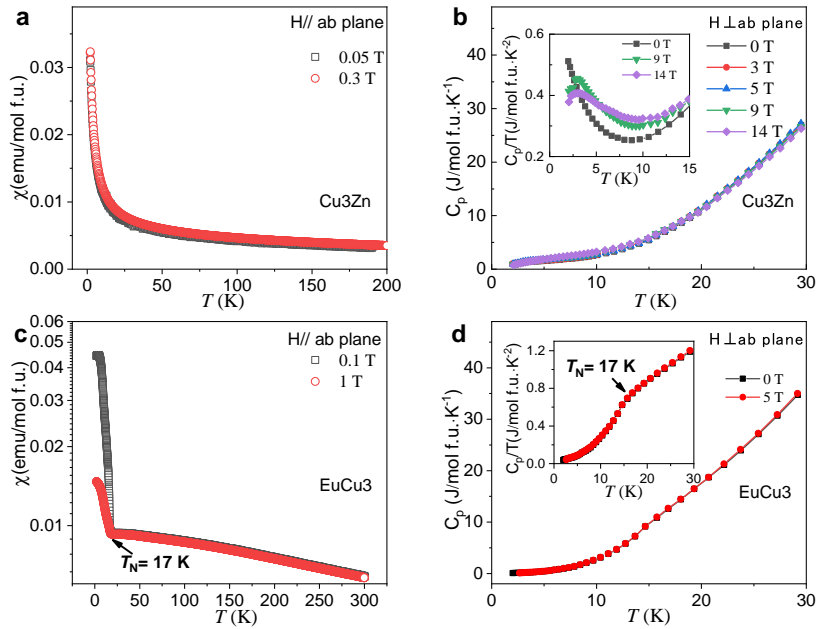 a
H// ab plane
0.05 T
0.3 T
χ(emu/mol f.u.)
0.03
0.02
0.01
0.00
Cu3Zn
0 50 100 150 200
T (K)
b
H⊥ab plane
0 T
3 T
5 T
9 T
14 T
C_p (J/mol f.u.·K⁻¹)
40
30
20
10
0
Cu3Zn
0 10 20 30
T (K)
C_p/T(J/mol f.u.·K⁻²)
0.6
0.4
0.2
0 T
9 T
14 T
0 5 10 15
T (K)
c
H// ab plane
0.1 T
1 T
χ(emu/mol f.u.)
0.06
0.05
0.04
0.03
0.02
0.01
EuCu3
T_N= 17 K
0 50 100 150 200 250 300
T (K)
d
H⊥ab plane
0 T
5 T
C_p (J/mol f.u.·K⁻¹)
40
30
20
10
0
EuCu3
0 10 20 30
T (K)
C_p/T(J/mol f.u.·K⁻²)
1.2
0.8
0.4
0.0
T_N= 17 K
0 10 20 30
T (K)